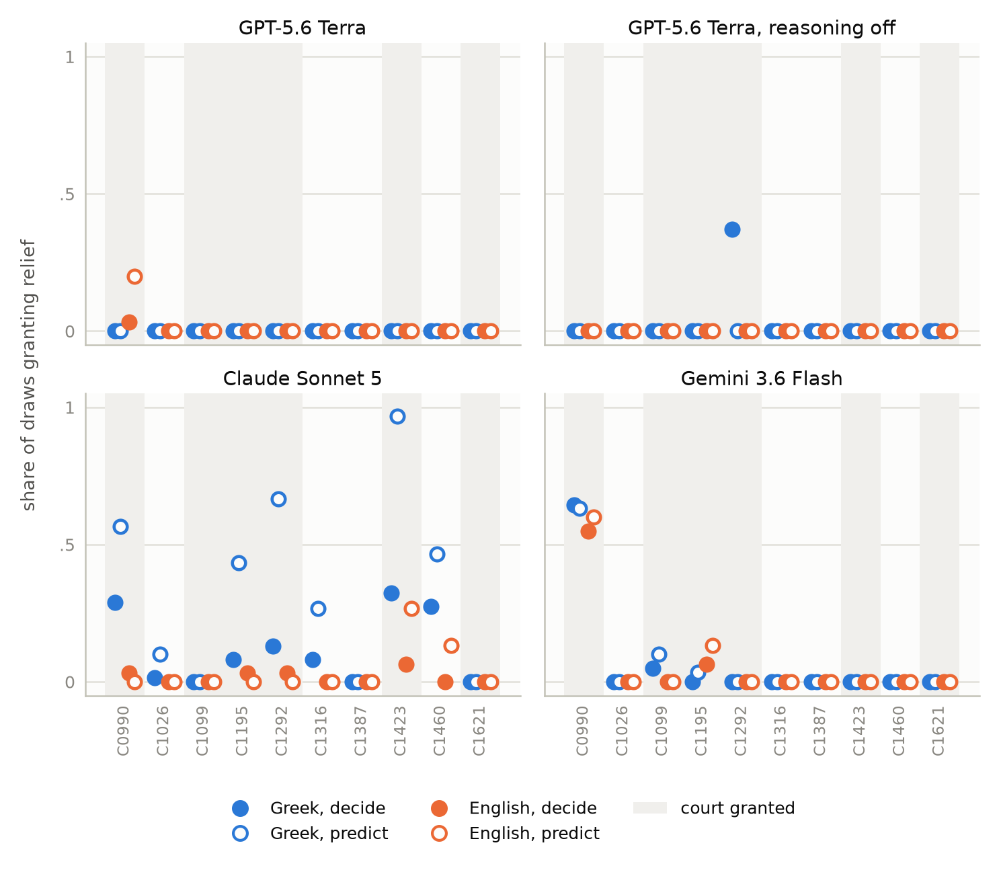 GPT-5.6 Terra
GPT-5.6 Terra, reasoning off
1
.5
0
share of draws granting relief
Claude Sonnet 5
Gemini 3.6 Flash
1
.5
0
C0990
C1026
C1099
C1195
C1292
C1316
C1387
C1423
C1460
C1621
C0990
C1026
C1099
C1195
C1292
C1316
C1387
C1423
C1460
C1621
Greek, decide
English, decide
court granted
Greek, predict
English, predict